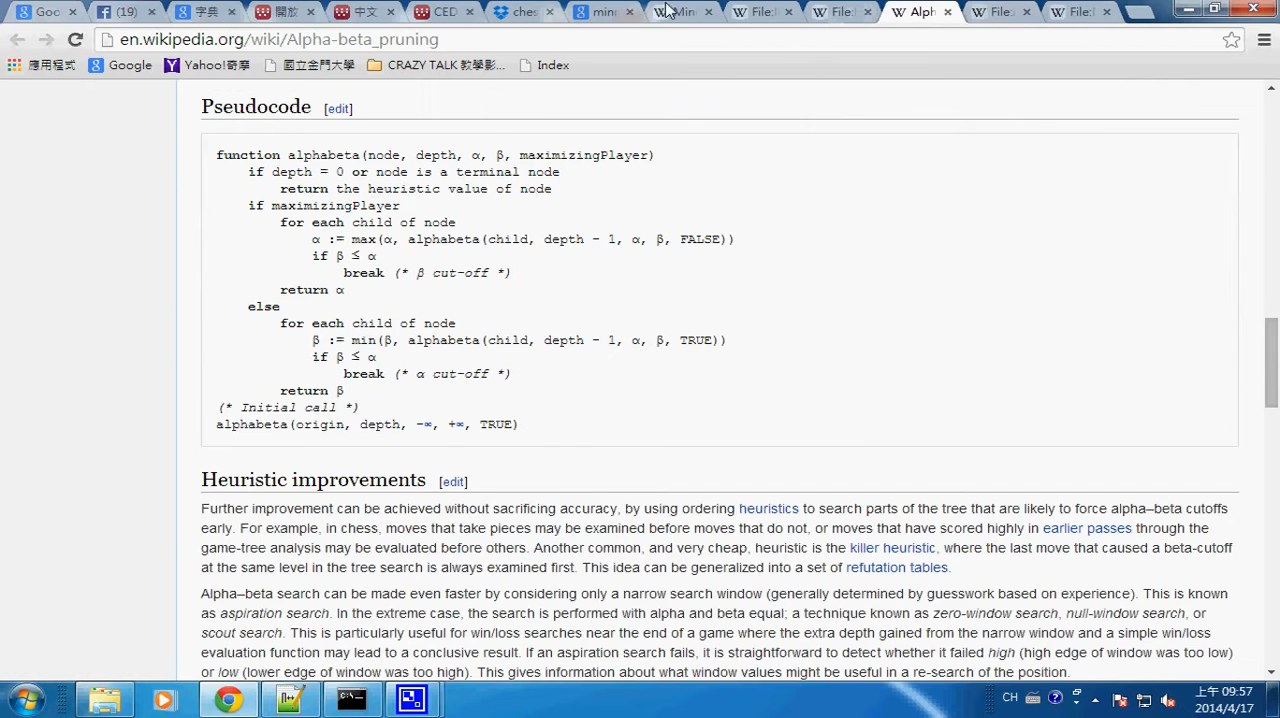 Goo
(19)
字典
開放
中文
CED
ches
mini
Min
File:
File:
Alph
Files
File:
en.wikipedia.org/wiki/Alpha-beta_pruning
應用程式
Google
Yahoo!奇摩
國立金門大學
CRAZY TALK 教學影...
Index
Pseudocode [edit]
function alphabeta(node, depth, α, β, maximizingPlayer)
if depth = 0 or node is a terminal node
return the heuristic value of node
if maximizingPlayer
for each child of node
α := max(α, alphabeta(child, depth - 1, α, β, FALSE))
if β ≤ α
break (* β cut-off *)
return α
else
for each child of node
β := min(β, alphabeta(child, depth - 1, α, β, TRUE))
if β ≤ α
break (* α cut-off *)
return β
(* Initial call *)
alphabeta(origin, depth, -∞, +∞, TRUE)
Heuristic improvements [edit]
Further improvement can be achieved without sacrificing accuracy, by using ordering heuristics to search parts of the tree that are likely to force alpha–beta cutoffs
early. For example, in chess, moves that take pieces may be examined before moves that do not, or moves that have scored highly in earlier passes through the
game-tree analysis may be evaluated before others. Another common, and very cheap, heuristic is the killer heuristic, where the last move that caused a beta-cutoff
at the same level in the tree search is always examined first. This idea can be generalized into a set of refutation tables.
Alpha–beta search can be made even faster by considering only a narrow search window (generally determined by guesswork based on experience). This is known
as aspiration search. In the extreme case, the search is performed with alpha and beta equal; a technique known as zero-window search, null-window search, or
scout search. This is particularly useful for win/loss searches near the end of a game where the extra depth gained from the narrow window and a simple win/loss
evaluation function may lead to a conclusive result. If an aspiration search fails, it is straightforward to detect whether it failed high (high edge of window was too low)
or low (lower edge of window was too high). This gives information about what window values might be useful in a re-search of the position.
CH
上午 09:57
2014/4/17